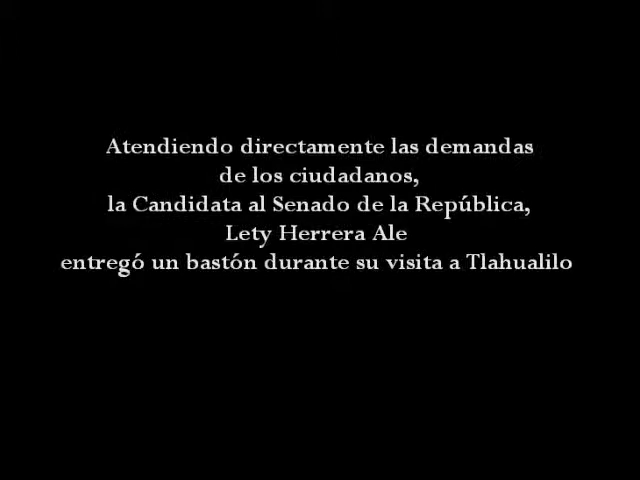 Atendiendo directamente las demandas
de los ciudadanos,
la Candidata al Senado de la República,
Lety Herrera Ale
entregó un bastón durante su visita a Tlahualilo